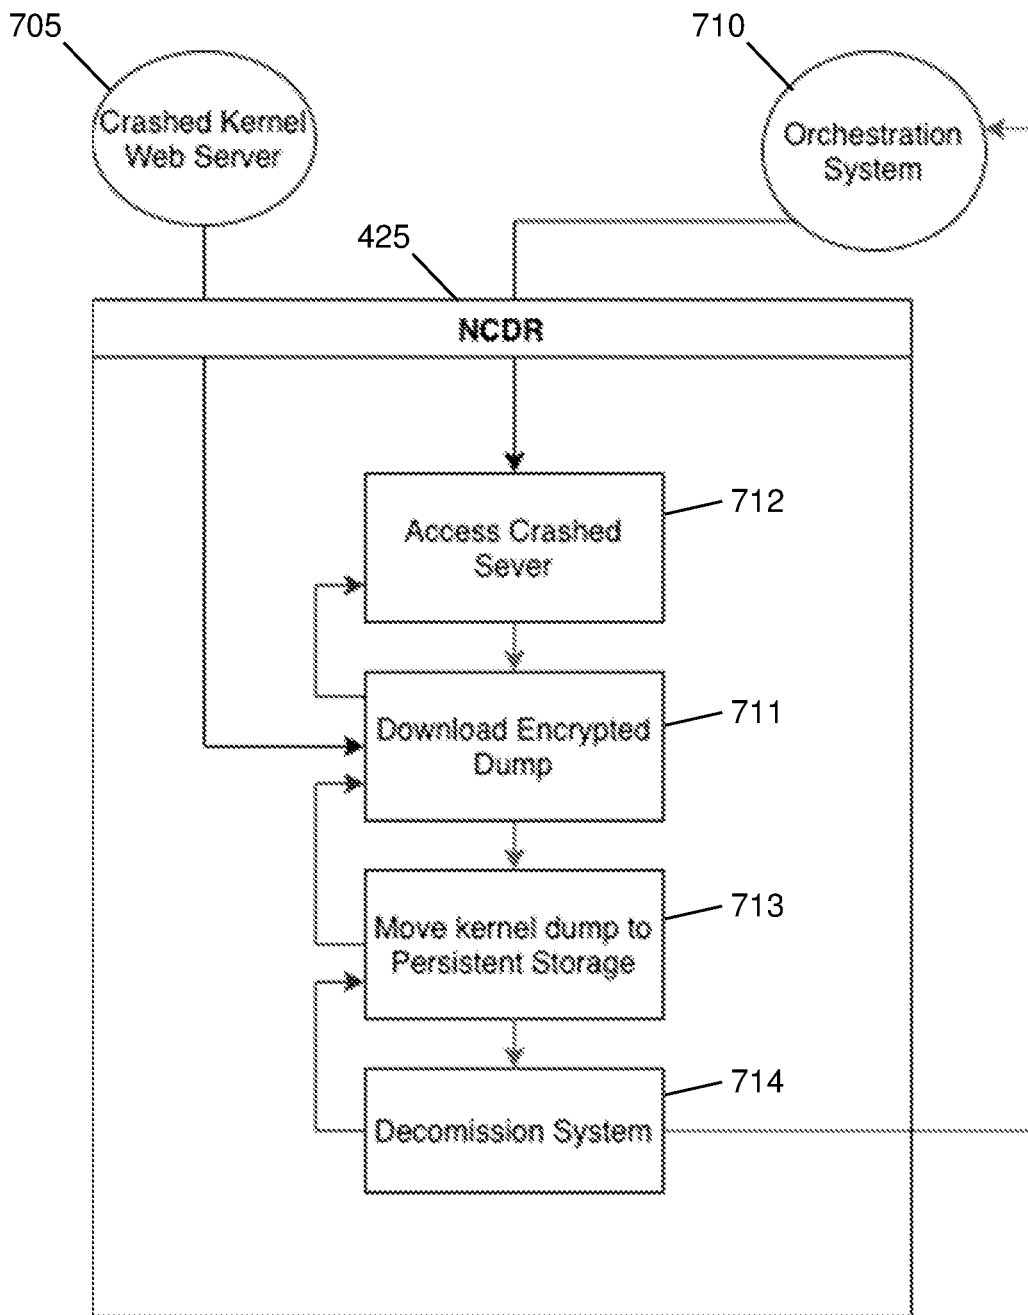 705
710
Crashed Kernel
Web Server
Orchestration
System
425
NCDR
712
Access Crashed
Sever
711
Download Encrypted
Dump
713
Move kernel dump to
Persistent Storage
714
Decomission System